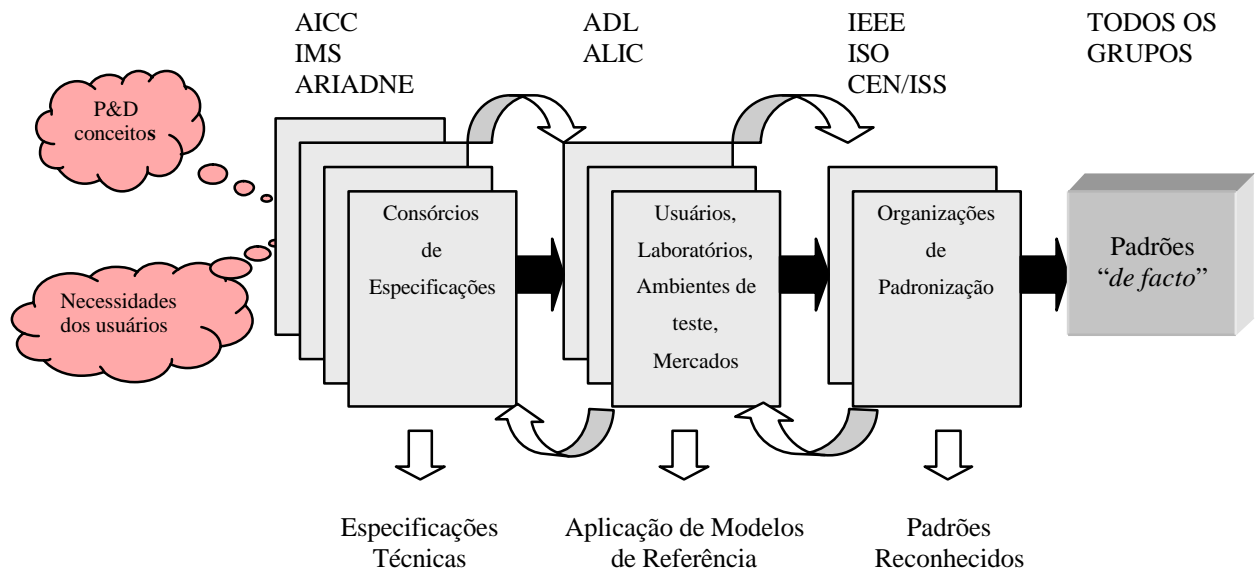 AICC
IMS
ARIADNE
ADL
ALIC
IEEE
ISO
CEN/ISS
TODOS OS
GRUPOS
P&D
conceitos
Necessidades
dos usuários
Consórcios
de
Especificações
Usuários,
Laboratórios,
Ambientes de
teste,
Mercados
Organizações
de
Padronização
Padrões
“de facto”
Especificações
Técnicas
Aplicação de Modelos
de Referência
Padrões
Reconhecidos